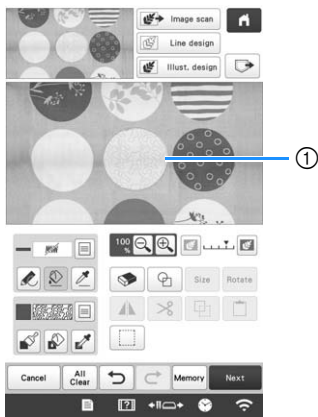 Image scan
Line design
Illust. design
①
100 %
Size
Rotate
Cancel
All Clear
Memory
Next